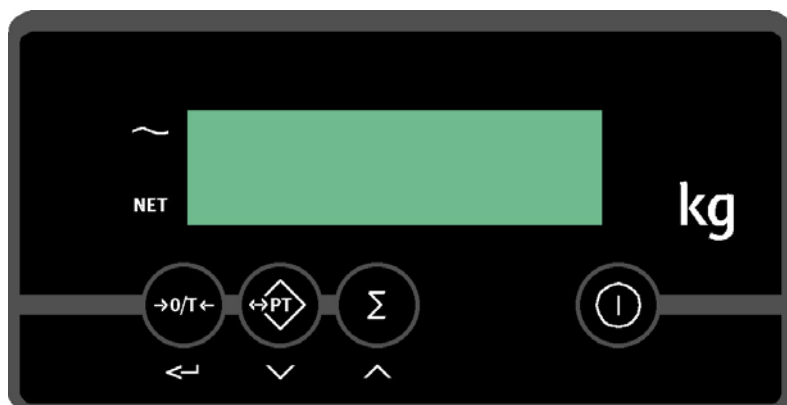 ~
NET
kg
→0/T← <->PT Σ